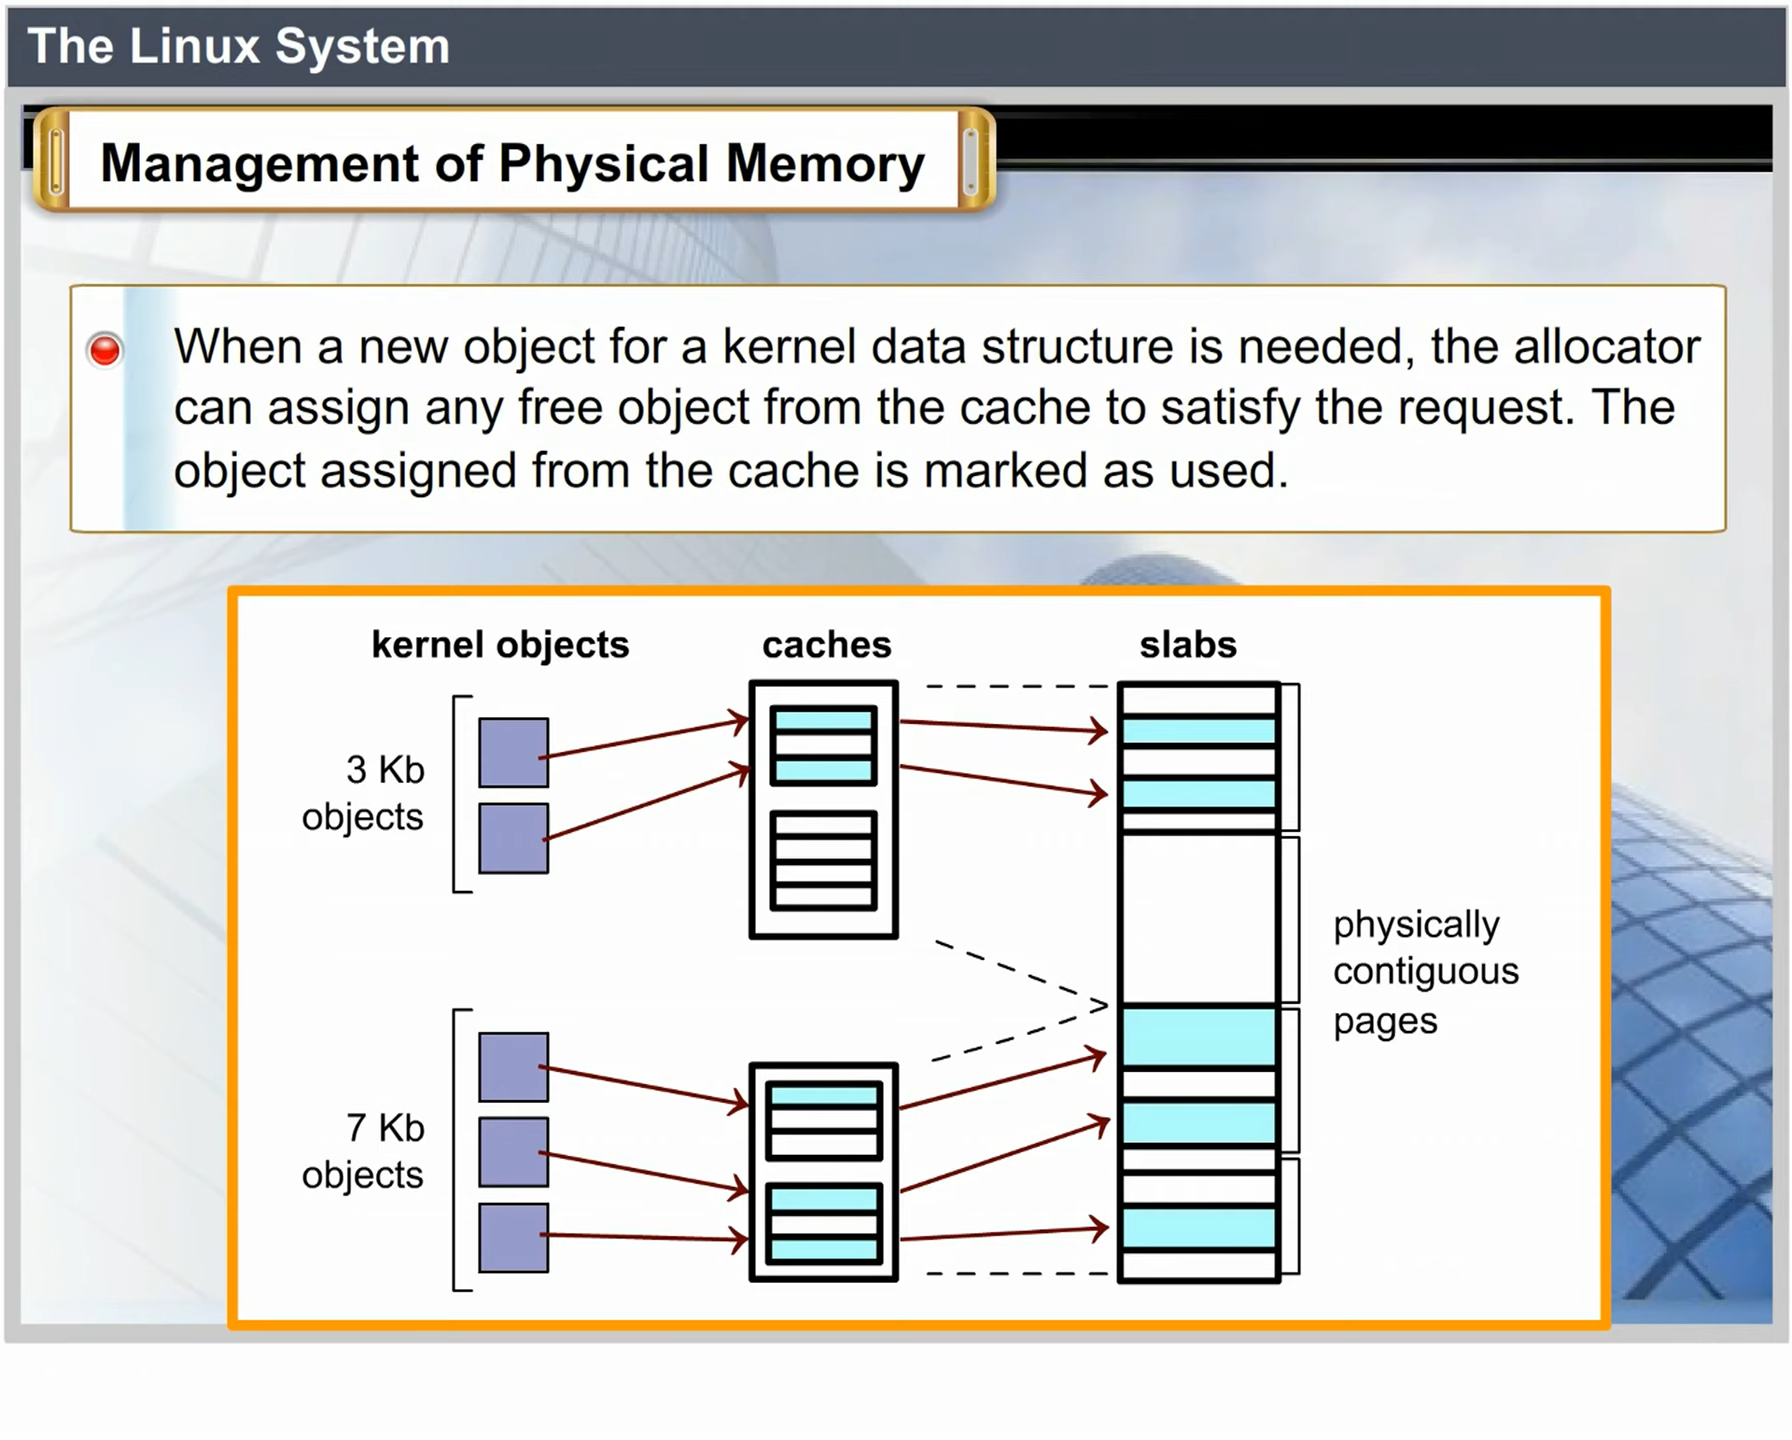 The Linux System
Management of Physical Memory
When a new object for a kernel data structure is needed, the allocator
can assign any free object from the cache to satisfy the request. The
object assigned from the cache is marked as used.
kernel objects
caches
slabs
3 Kb
objects
physically
contiguous
pages
7 Kb
objects